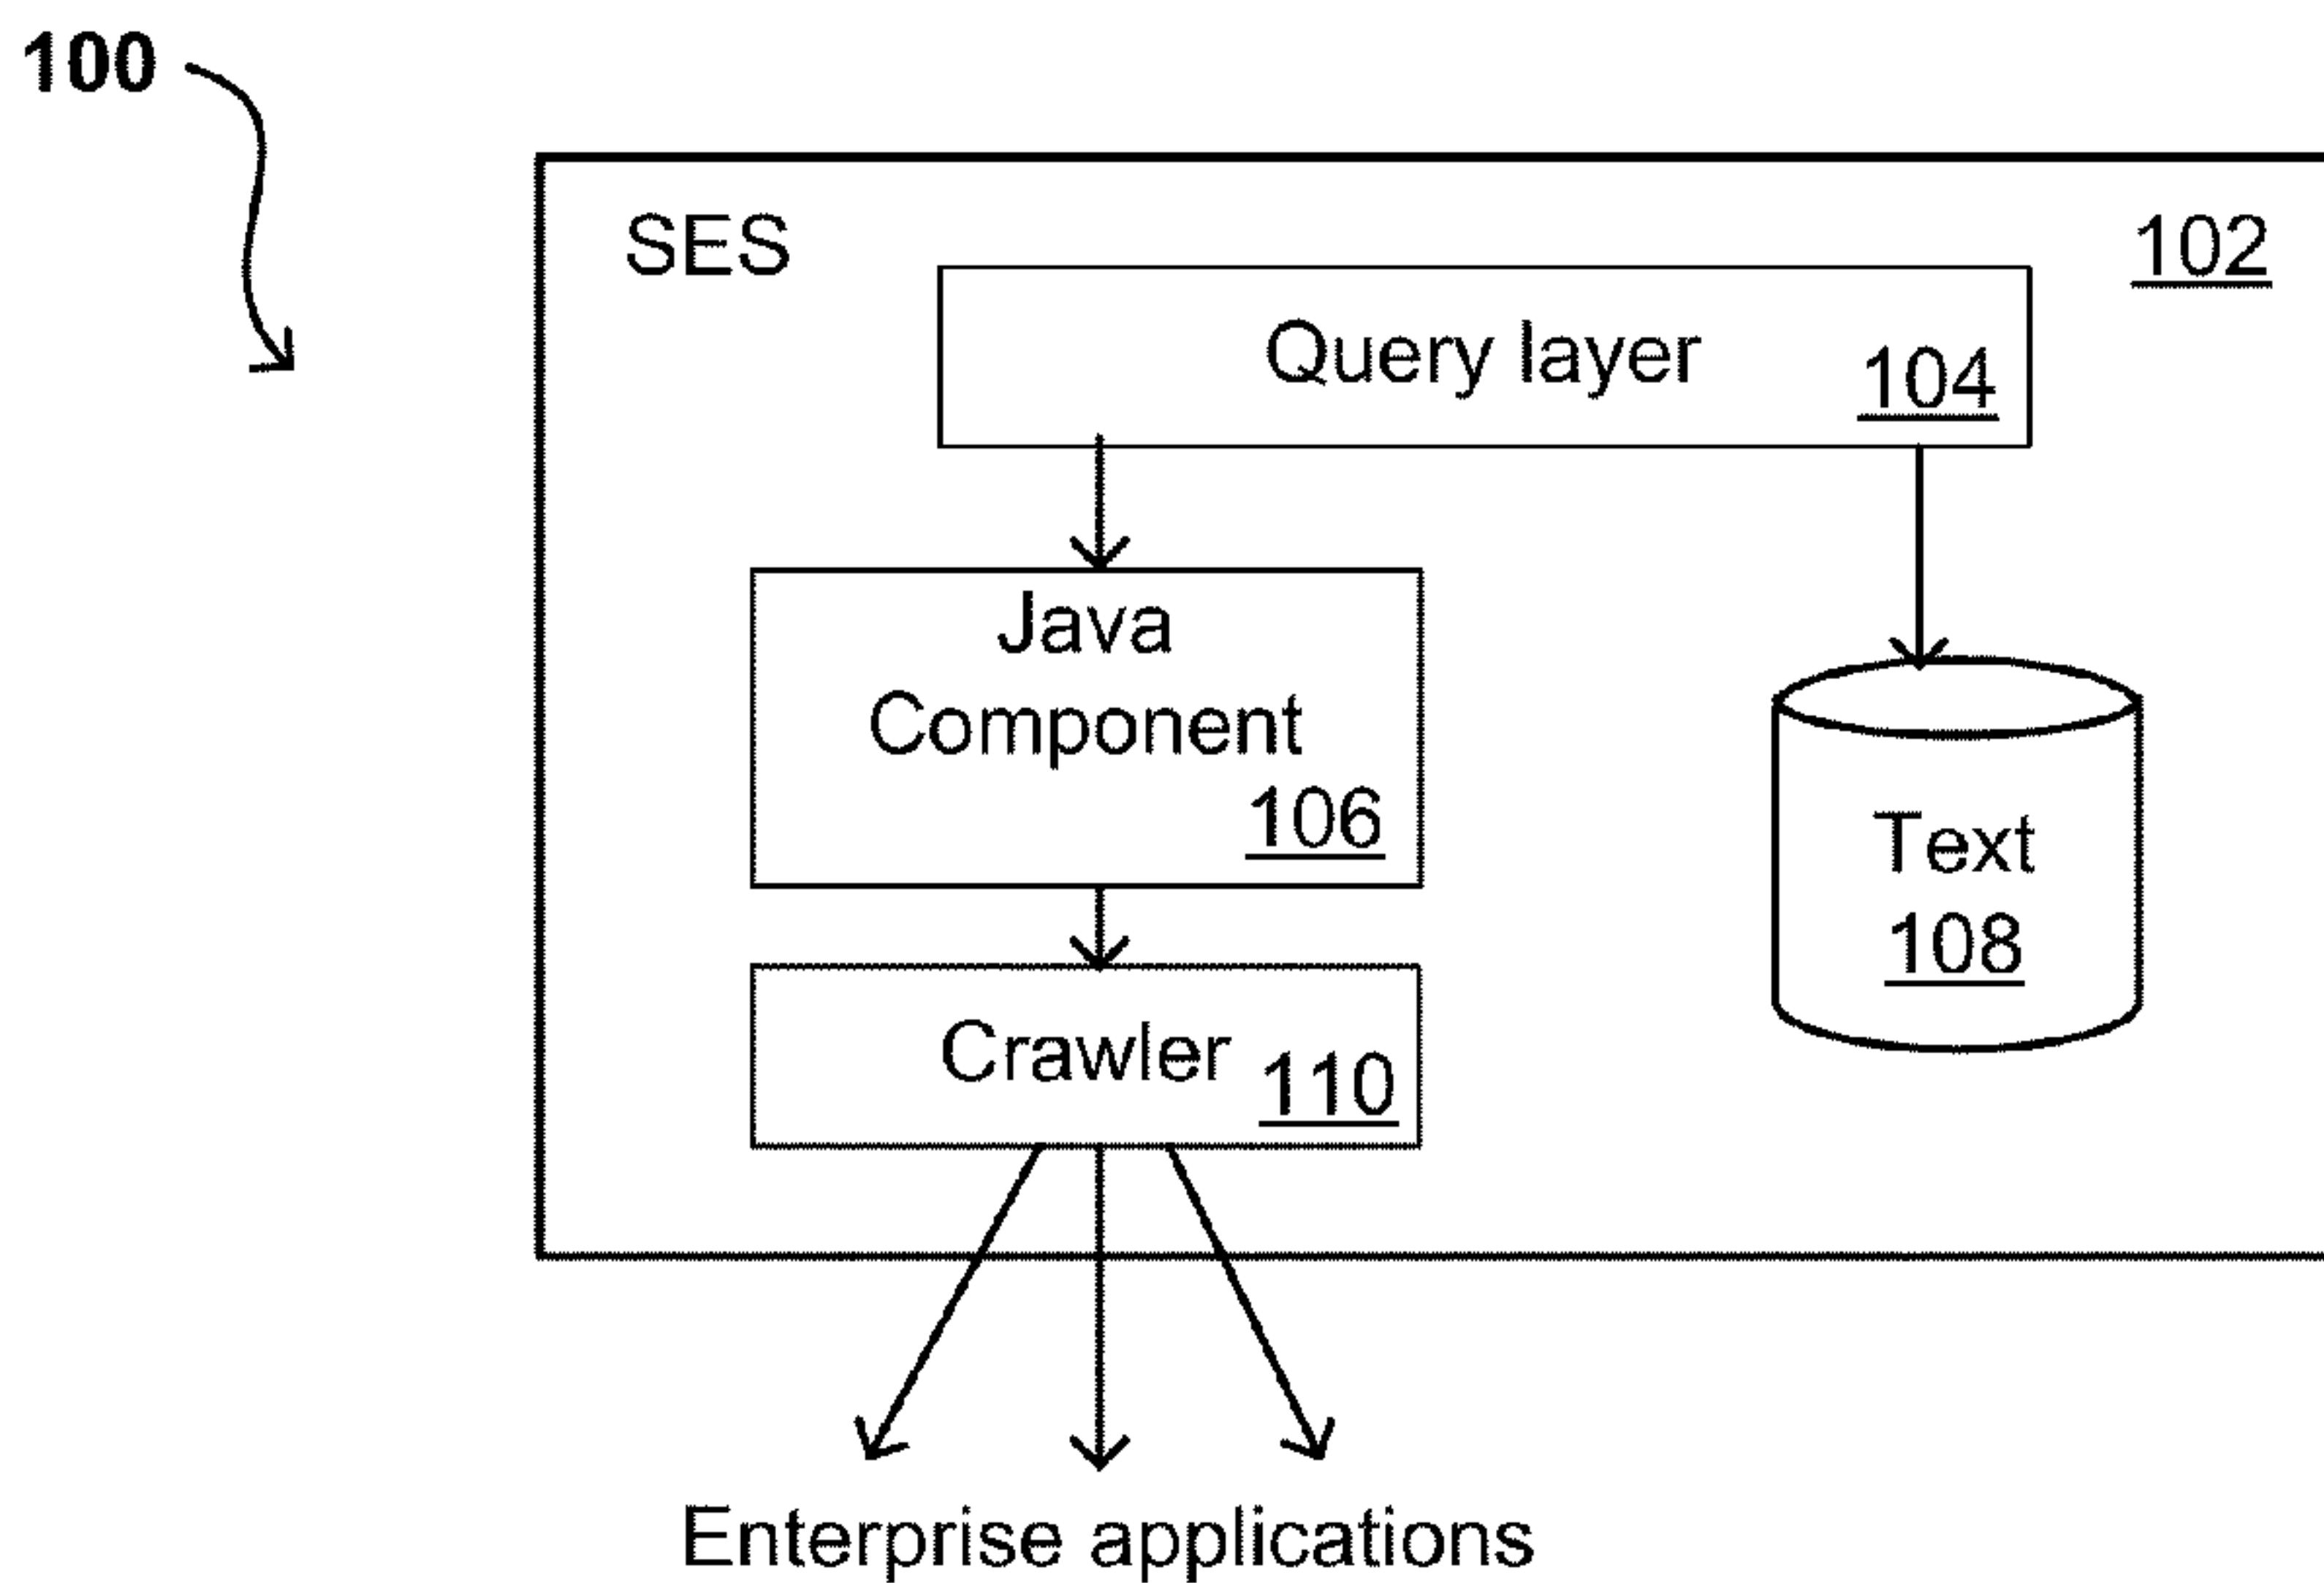 100
SES
102
Query layer
104
Java
Component
106
Text
108
Crawler
110
Enterprise applications